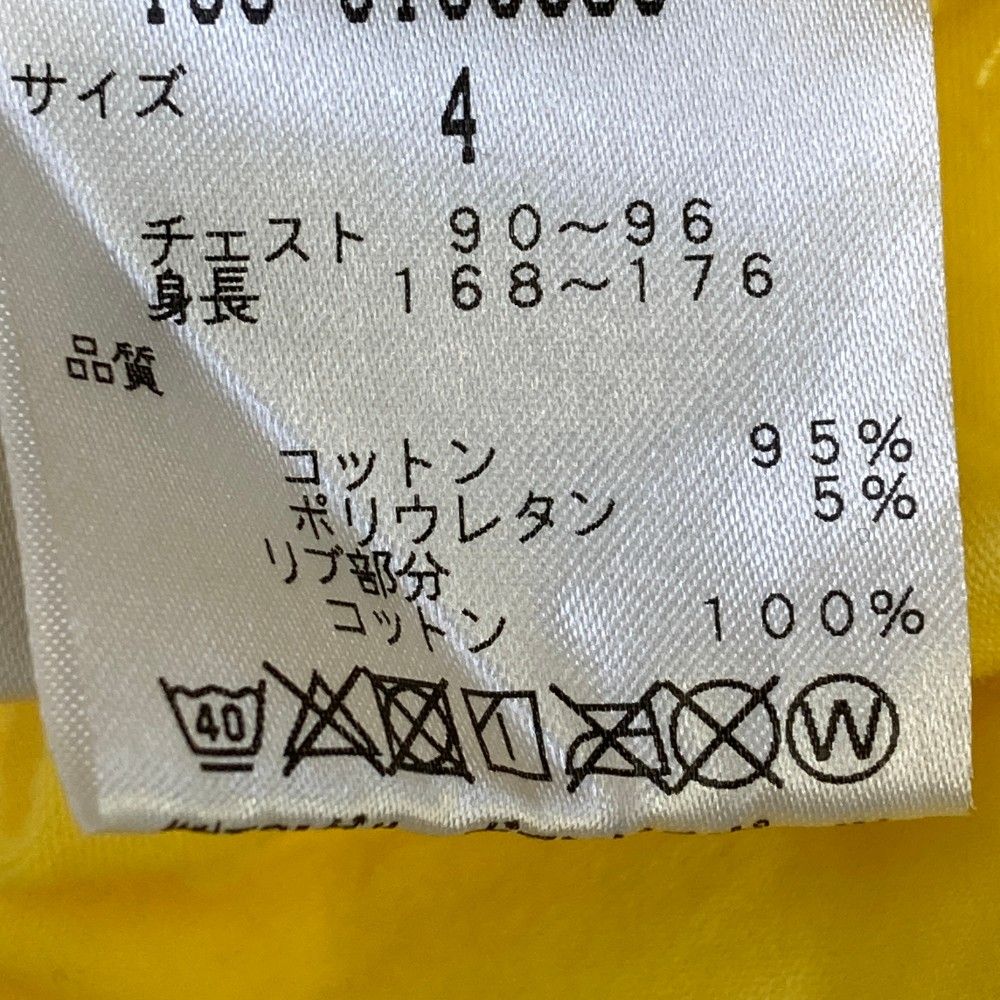 サイズ 4
チェスト 90～96
身長 168～176
品質
コットン 95%
ポリウレタン 5%
リブ部分
コットン 100%
40 W